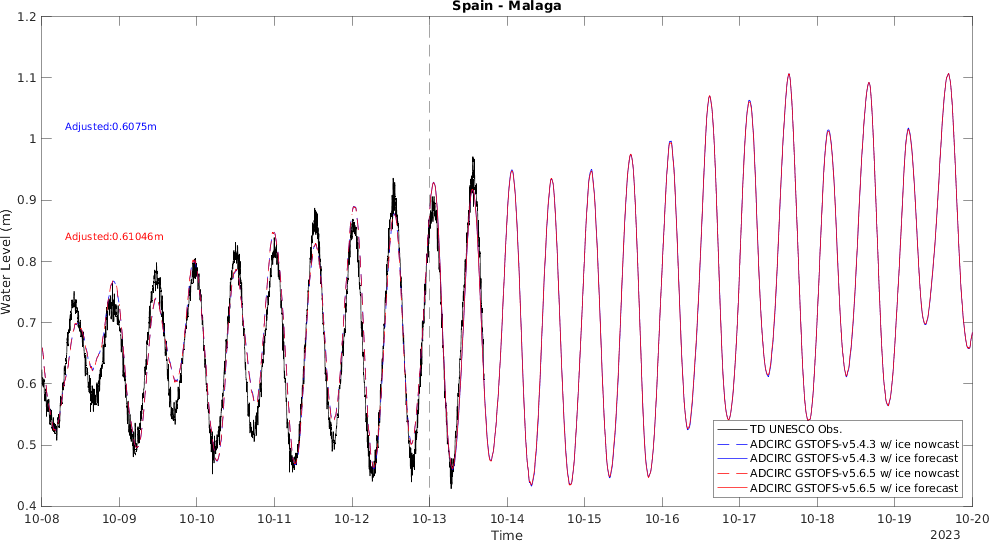 Spain - Malaga
1.2
1.1
1
0.9
0.8
0.7
0.6
0.5
0.4
Water Level (m)
Adjusted:0.6075m
Adjusted:0.61046m
TD UNESCO Obs.
ADCIRC GSTOFS-v5.4.3 w/ ice nowcast
ADCIRC GSTOFS-v5.4.3 w/ ice forecast
ADCIRC GSTOFS-v5.6.5 w/ ice nowcast
ADCIRC GSTOFS-v5.6.5 w/ ice forecast
10-08 10-09 10-10 10-11 10-12 10-13 10-14 10-15 10-16 10-17 10-18 10-19 10-20
Time
2023